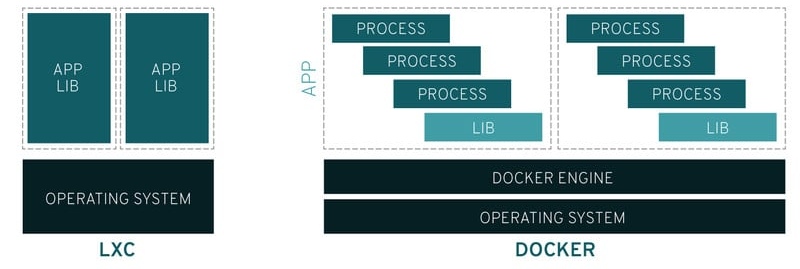 APP
LIB
APP
LIB
OPERATING SYSTEM
LXC
APP
PROCESS
PROCESS
PROCESS
LIB
PROCESS
PROCESS
PROCESS
LIB
DOCKER ENGINE
OPERATING SYSTEM
DOCKER